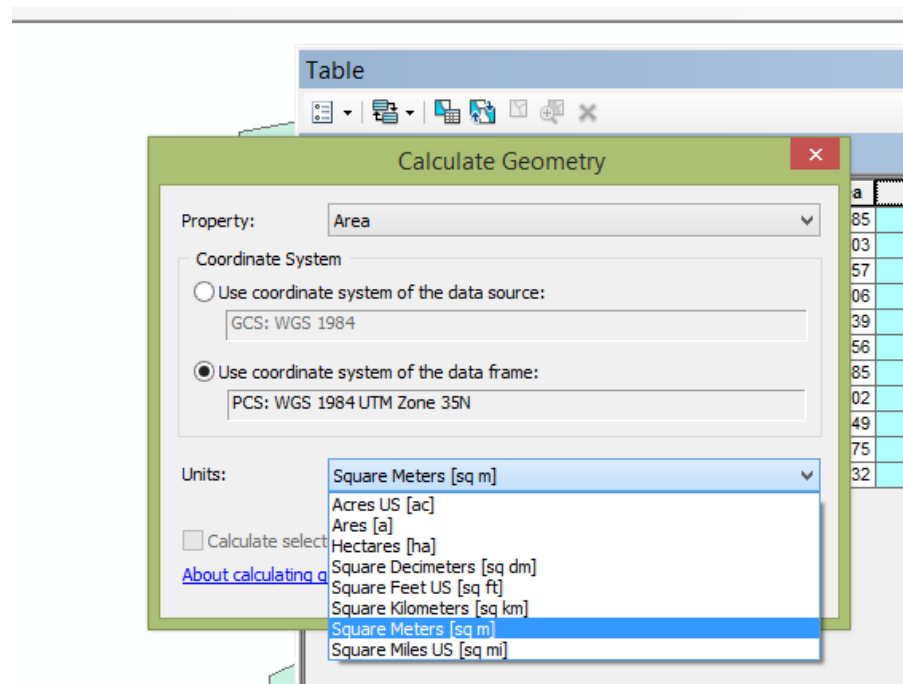 Table
Calculate Geometry
Property:
Area
Coordinate System
Use coordinate system of the data source:
GCS: WGS 1984
Use coordinate system of the data frame:
PCS: WGS 1984 UTM Zone 35N
Units:
Square Meters [sq m]
Acres US [ac]
Ares [a]
Hectares [ha]
Square Decimeters [sq dm]
Square Feet US [sq ft]
Square Kilometers [sq km]
Square Meters [sq m]
Square Miles US [sq mi]
Calculate select
About calculating g
a
85
03
57
06
39
56
85
02
49
75
32